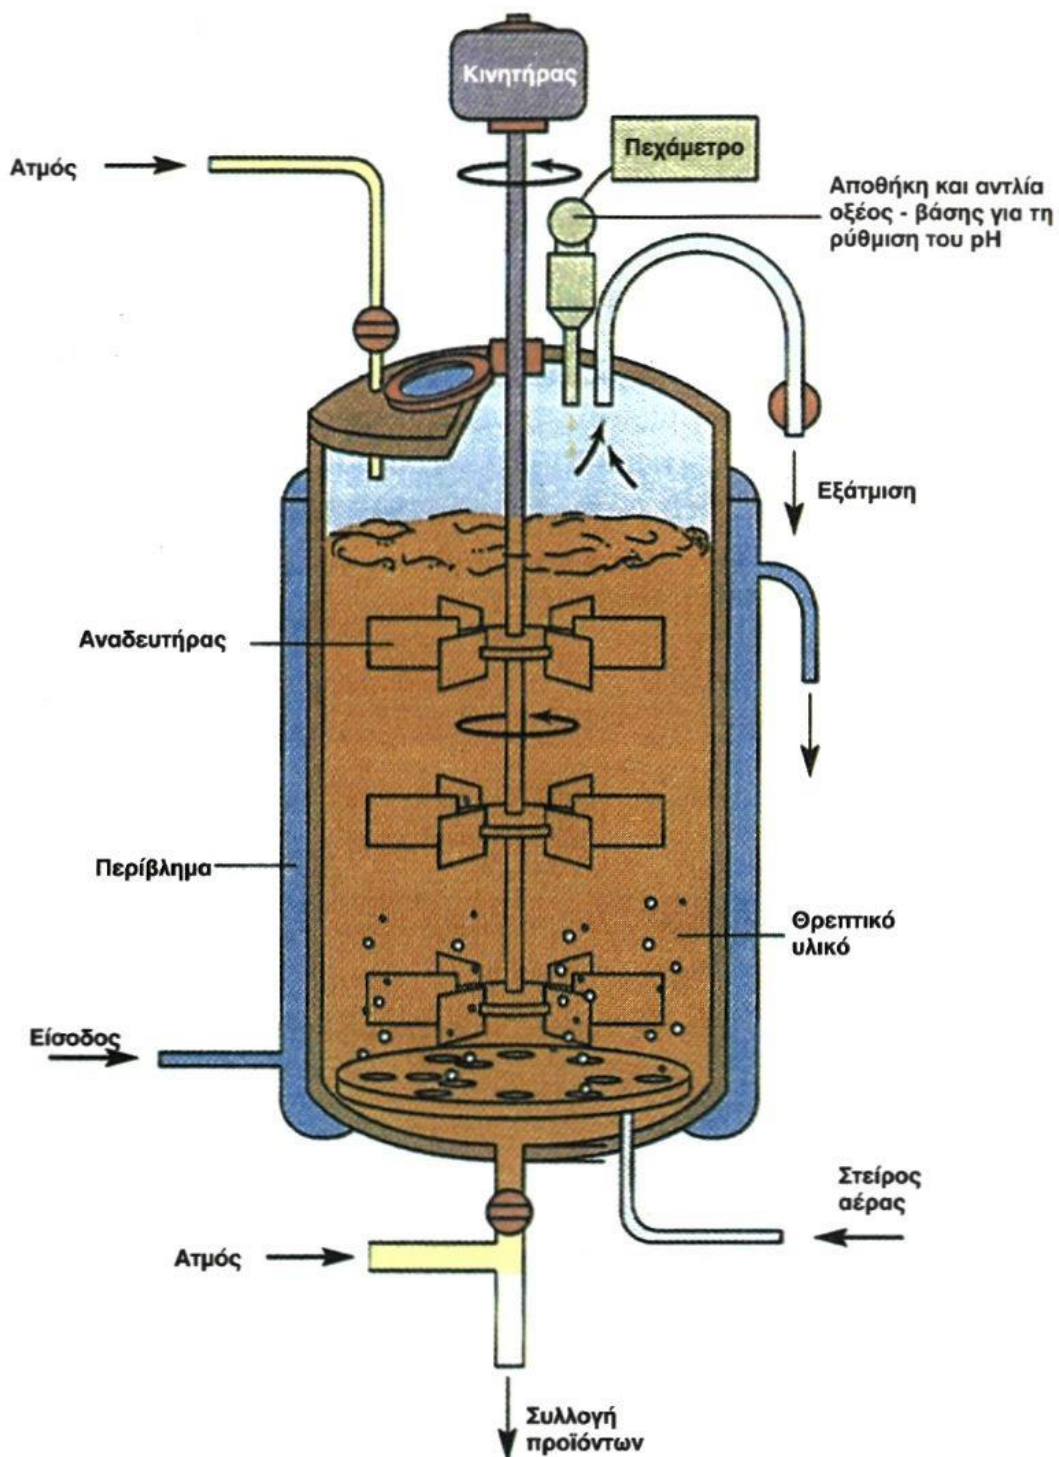 Κινητήρας
Πεχάμετρο
Ατμός
Αποθήκη και αντλία
οξέος - βάσης για τη
ρύθμιση του pH
Εξάτμιση
Αναδευτήρας
Περίβλημα
Θρεπτικό
υλικό
Είσοδος
Στείρος
αέρας
Ατμός
Συλλογή
προϊόντων